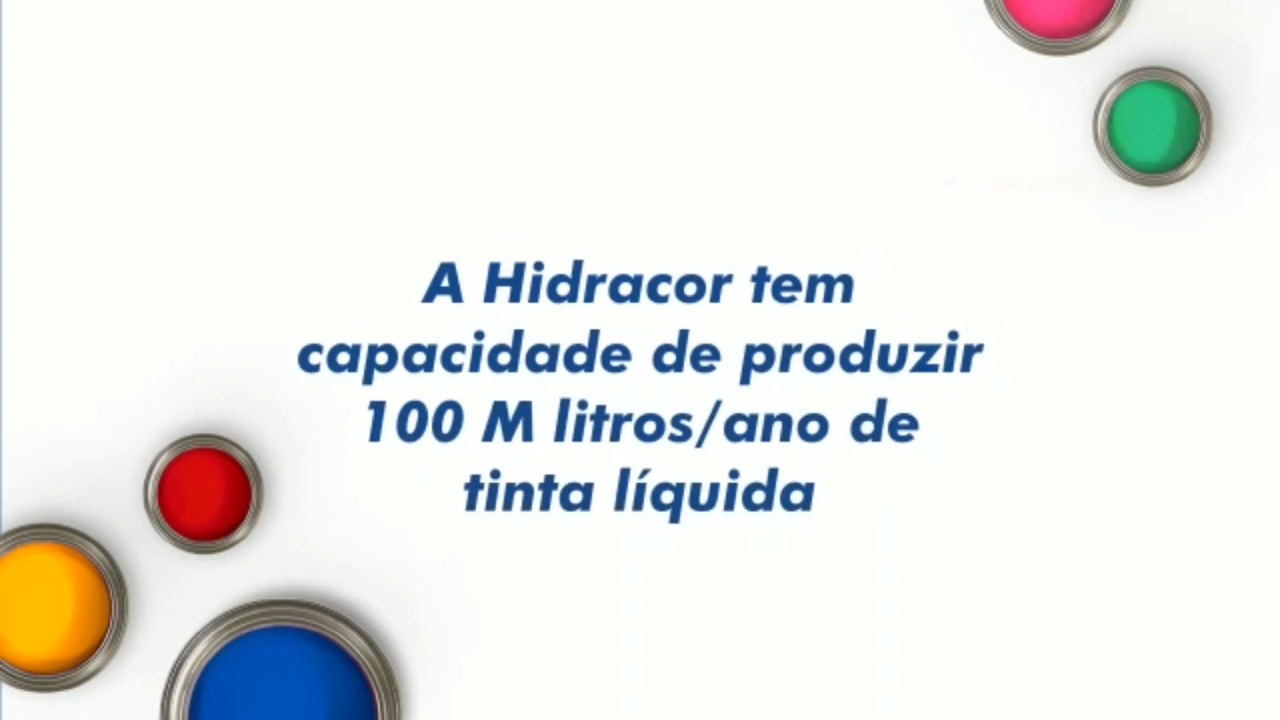 A Hidracor tem
capacidade de produzir
100 M litros/ano de
tinta líquida